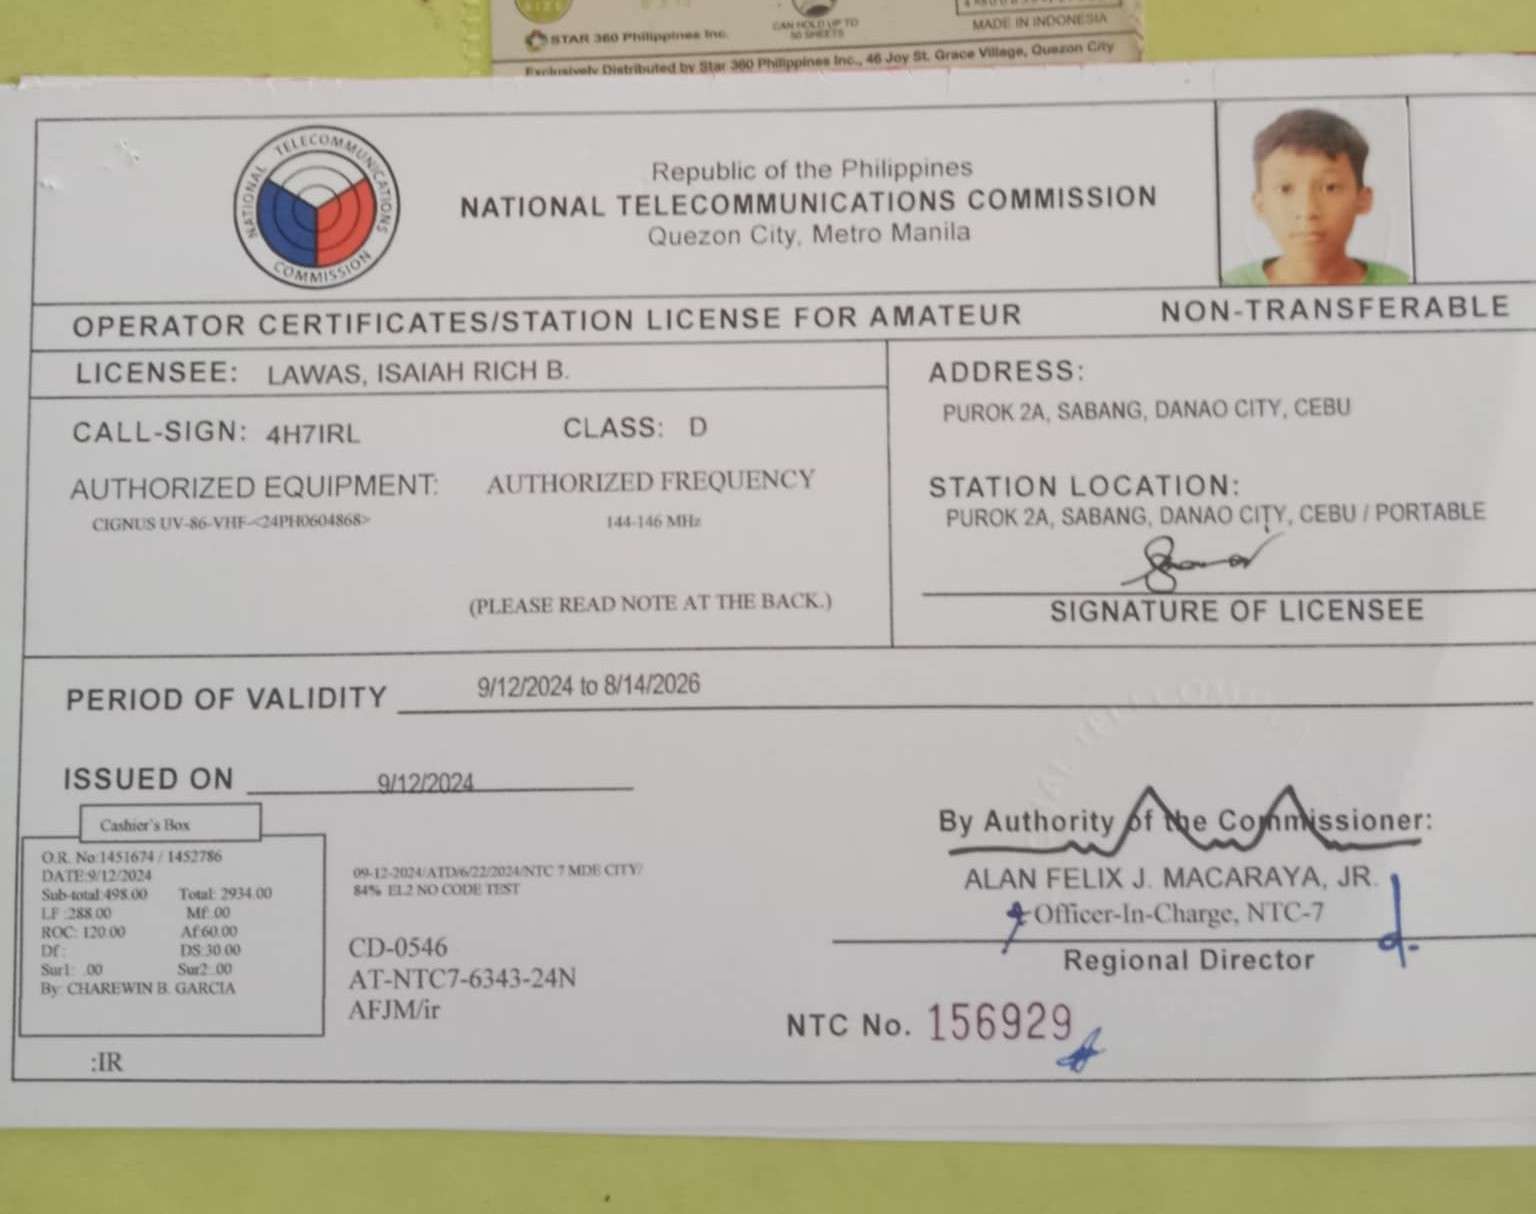 STAR 360 Philippines Inc.
CAN HOLD UP TO
50 SHEETS
MADE IN INDONESIA
Exclusively Distributed by Star 360 Philippines Inc., 46 Joy St. Grace Village, Quezon City
NATIONAL TELECOMMUNICATIONS COMMISSION
Republic of the Philippines
NATIONAL TELECOMMUNICATIONS COMMISSION
Quezon City, Metro Manila
OPERATOR CERTIFICATES/STATION LICENSE FOR AMATEUR NON-TRANSFERABLE
LICENSEE: LAWAS, ISAIAH RICH B.
CALL-SIGN: 4H7IRL CLASS: D
AUTHORIZED EQUIPMENT: AUTHORIZED FREQUENCY
CIGNUS UV-86-VHF-<24PH0604868> 144-146 MHz
(PLEASE READ NOTE AT THE BACK.)
ADDRESS:
PUROK 2A, SABANG, DANAO CITY, CEBU
STATION LOCATION:
PUROK 2A, SABANG, DANAO CITY, CEBU / PORTABLE
SIGNATURE OF LICENSEE
PERIOD OF VALIDITY 9/12/2024 to 8/14/2026
ISSUED ON 9/12/2024
Cashier's Box
O.R. No:1451674 / 1452786
DATE:9/12/2024
Sub-total:498.00 Total: 2934.00
LF :288.00 Mf:.00
ROC: 120.00 Af:60.00
Df : DS:30.00
Sur1: .00 Sur2:.00
By: CHAREWIN B. GARCIA
:IR
09-12-2024/ATD/6/22/2024/NTC 7 MDE CITY/
84% EL2 NO CODE TEST
CD-0546
AT-NTC7-6343-24N
AFJM/ir
By Authority of the Commissioner:
ALAN FELIX J. MACARAYA, JR.
Officer-In-Charge, NTC-7
Regional Director
NTC No. 156929